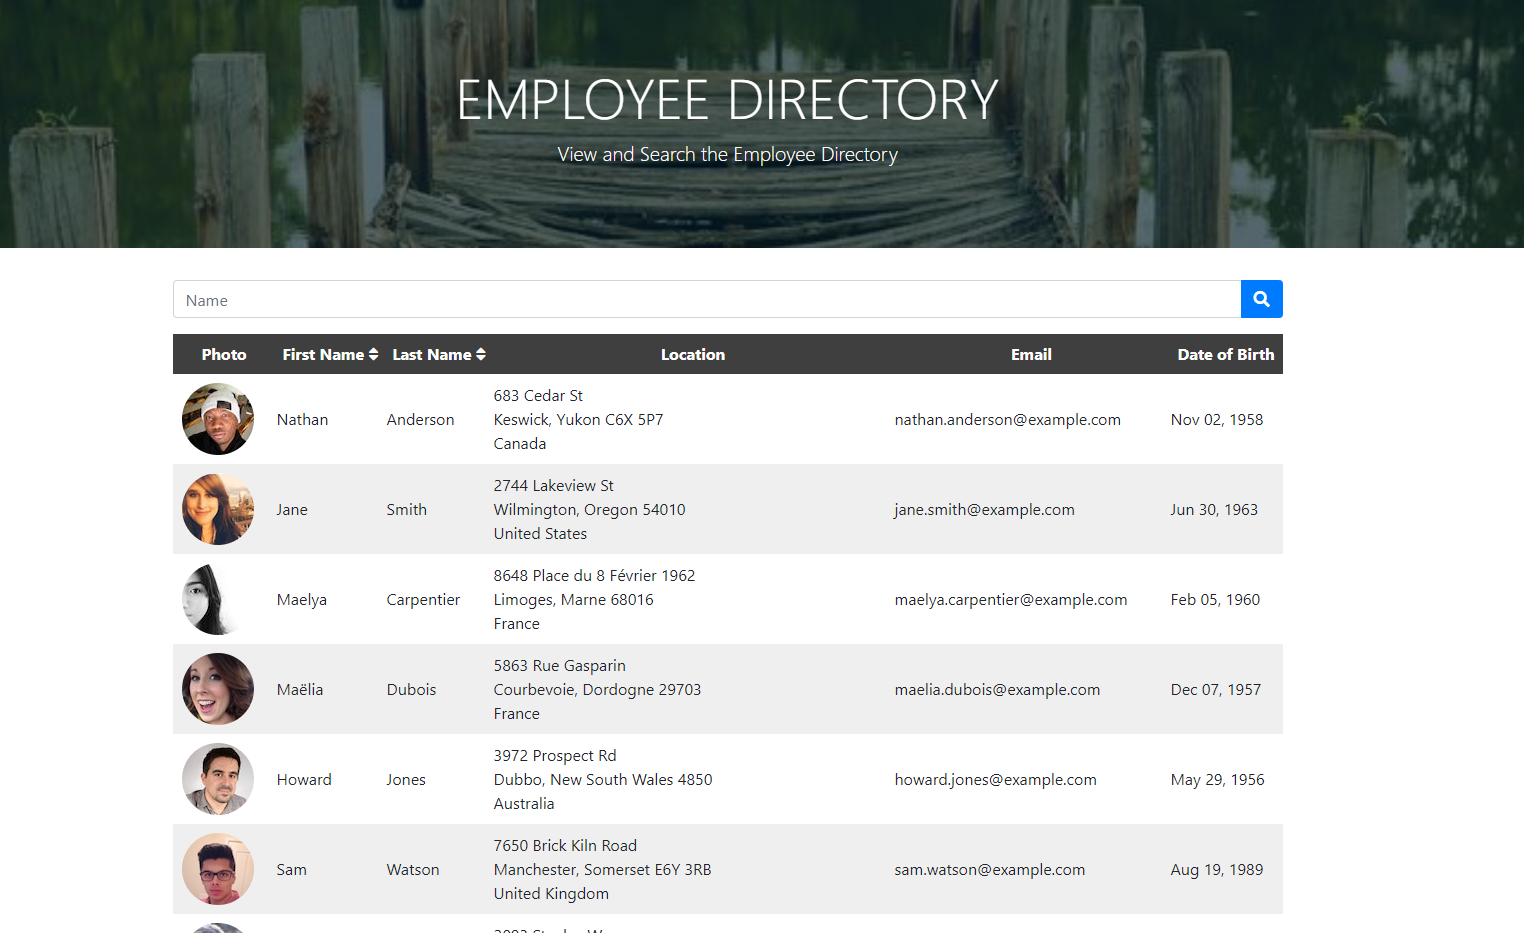 EMPLOYEE DIRECTORY
View and Search the Employee Directory
Name
Photo First Name Last Name Location Email Date of Birth
683 Cedar St
Nathan Anderson Keswick, Yukon C6X 5P7 nathan.anderson@example.com Nov 02, 1958
Canada
2744 Lakeview St
Jane Smith Wilmington, Oregon 54010 jane.smith@example.com Jun 30, 1963
United States
8648 Place du 8 Février 1962
Maelya Carpentier Limoges, Marne 68016 maelya.carpentier@example.com Feb 05, 1960
France
5863 Rue Gasparin
Maëlia Dubois Courbevoie, Dordogne 29703 maelia.dubois@example.com Dec 07, 1957
France
3972 Prospect Rd
Howard Jones Dubbo, New South Wales 4850 howard.jones@example.com May 29, 1956
Australia
7650 Brick Kiln Road
Sam Watson Manchester, Somerset E6Y 3RB sam.watson@example.com Aug 19, 1989
United Kingdom